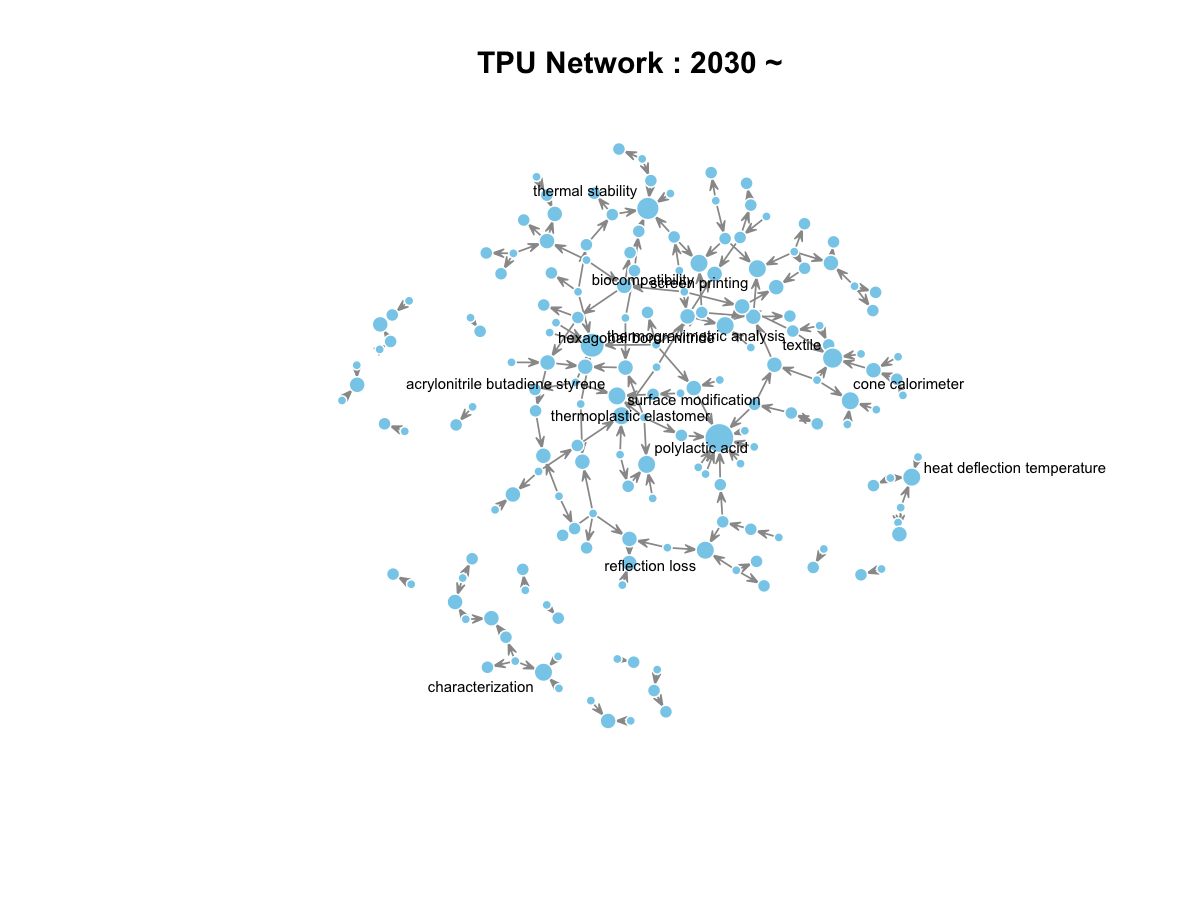 TPU Network : 2030 ~
thermal stability
biocompatibility
screen printing
hexagonal boron nitride
thermogravimetric analysis
textile
acrylonitrile butadiene styrene
cone calorimeter
surface modification
thermoplastic elastomer
polylactic acid
heat deflection temperature
reflection loss
characterization